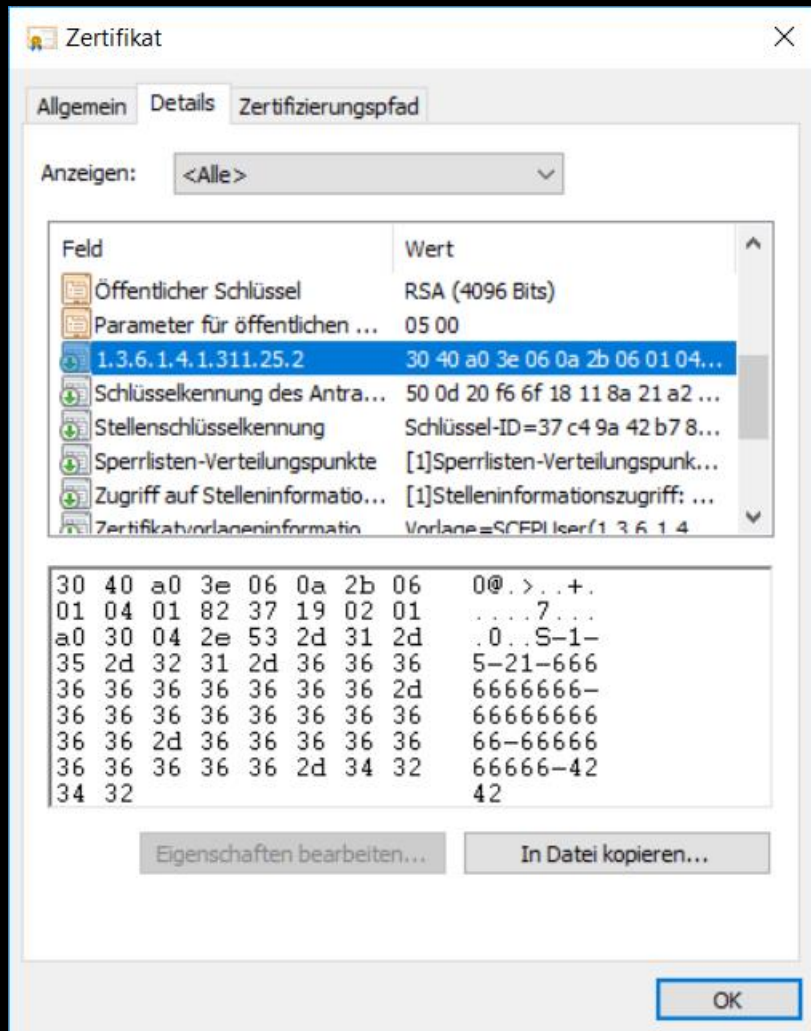 Zertifikat
Allgemein Details Zertifizierungspfad
Anzeigen: <Alle>
Feld Wert
Öffentlicher Schlüssel RSA (4096 Bits)
Parameter für öffentlichen ... 05 00
1.3.6.1.4.1.311.25.2 30 40 a0 3e 06 0a 2b 06 01 04...
Schlüsselkennung des Antra... 50 0d 20 f6 6f 18 11 8a 21 a2 ...
Stellenschlüsselkennung Schlüssel-ID=37 c4 9a 42 b7 8...
Sperrlisten-Verteilungspunkte [1]Sperrlisten-Verteilungspunk...
Zugriff auf Stelleninformatio... [1]Stelleninformationszugriff: ...
Zertifikatvorlageninformatio Vorlage=SCEPUser(1.3.6.1.4
30 40 a0 3e 06 0a 2b 06 0@.>..+.
01 04 01 82 37 19 02 01 ....7...
a0 30 04 2e 53 2d 31 2d .0..S-1-
35 2d 32 31 2d 36 36 36 5-21-666
36 36 36 36 36 36 36 2d 6666666-
36 36 36 36 36 36 36 36 66666666
36 36 2d 36 36 36 36 36 66-66666
36 36 36 36 36 2d 34 32 66666-42
34 32 42
Eigenschaften bearbeiten... In Datei kopieren...
OK